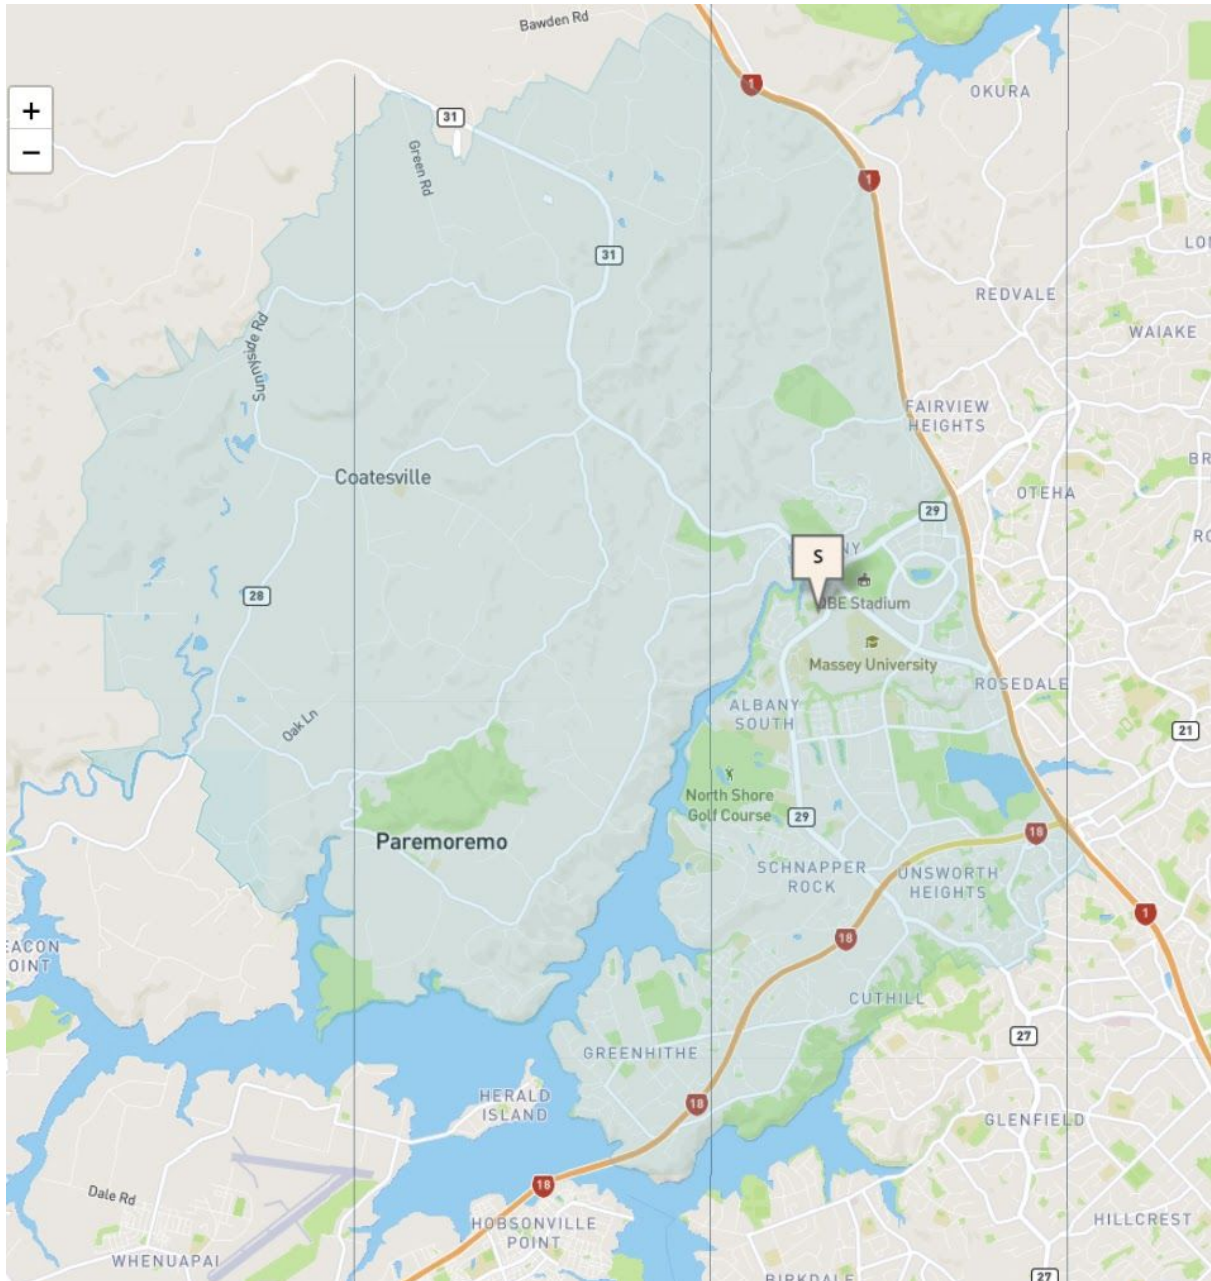 Bawden Rd
1
OKURA
+
31
−
Green Rd
1
LO
31
REDVALE
Sunnyside Rd
WAIAKE
FAIRVIEW
HEIGHTS
BR
Coatesville
OTEHA
29
RO
NY
S
28
QBE Stadium
Massey University
ROSEDALE
ALBANY
SOUTH
Oak Ln
21
North Shore
Golf Course
29
18
Paremoremo
SCHNAPPER
ROCK
UNSWORTH
HEIGHTS
1
EACON
OINT
18
CUTHILL
27
GREENHITHE
HERALD
ISLAND
18
GLENFIELD
18
Dale Rd
HOBSONVILLE
POINT
HILLCREST
WHENUAPAI
BIRKDALE
27